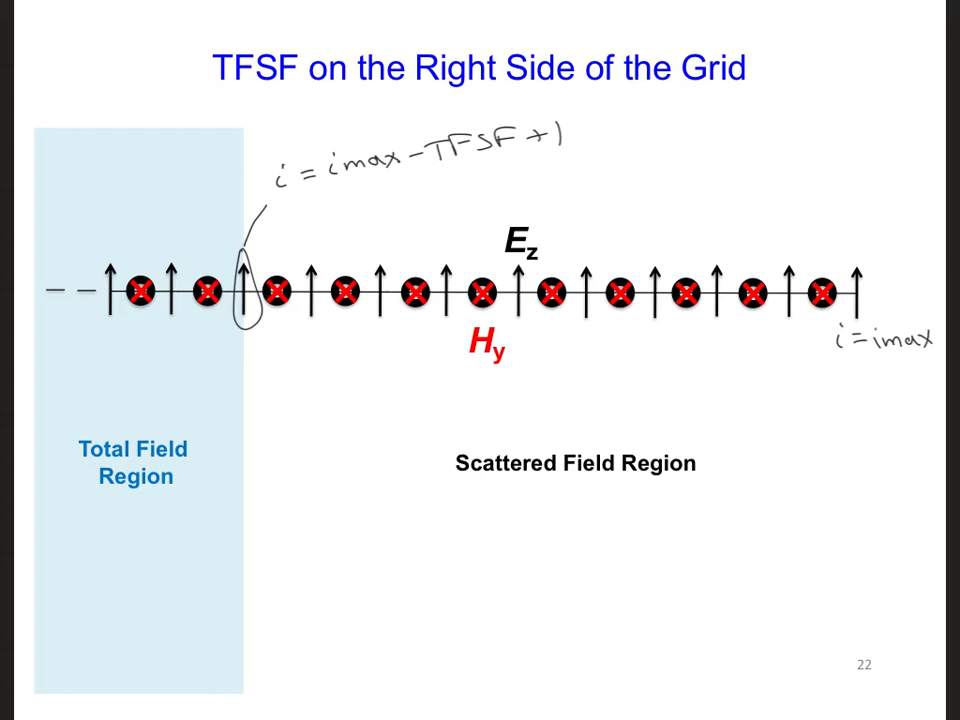 TFSF on the Right Side of the Grid
i = imax - TFSF + 1
Ez
Hy
i = imax
Total Field
Region
Scattered Field Region
22